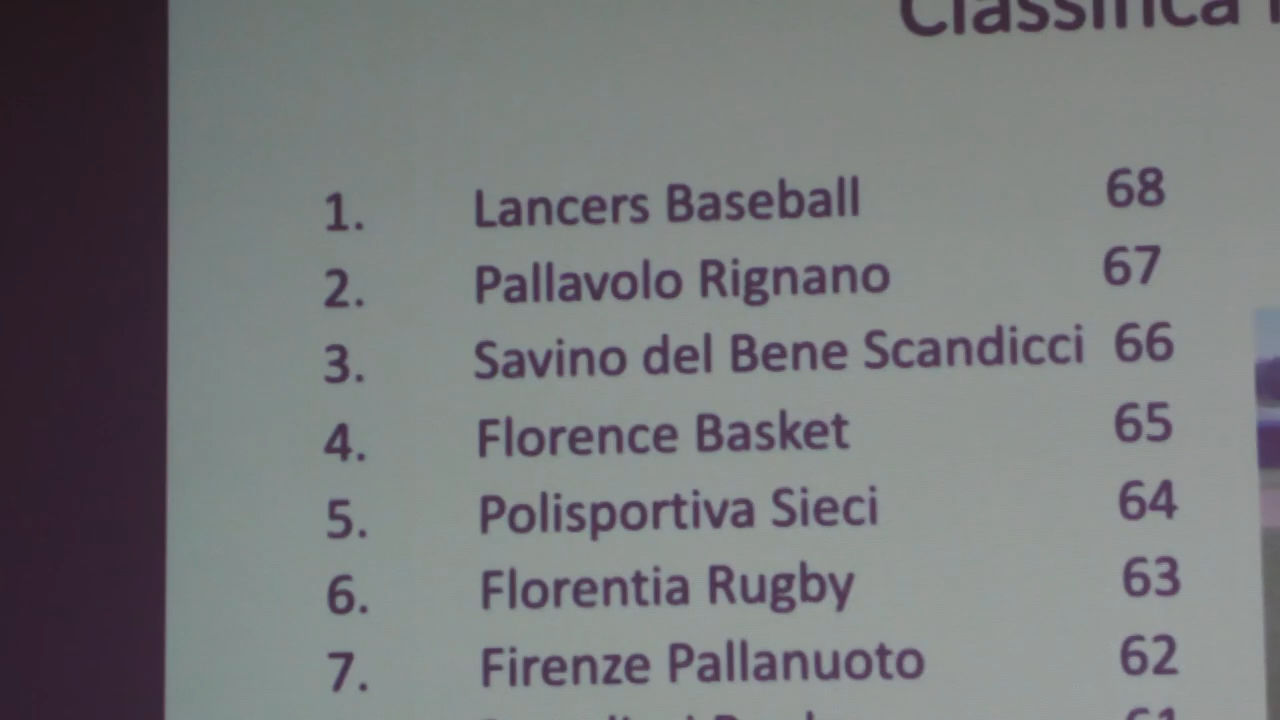 Classifica
1. Lancers Baseball 68
2. Pallavolo Rignano 67
3. Savino del Bene Scandicci 66
4. Florence Basket 65
5. Polisportiva Sieci 64
6. Florentia Rugby 63
7. Firenze Pallanuoto 62
61